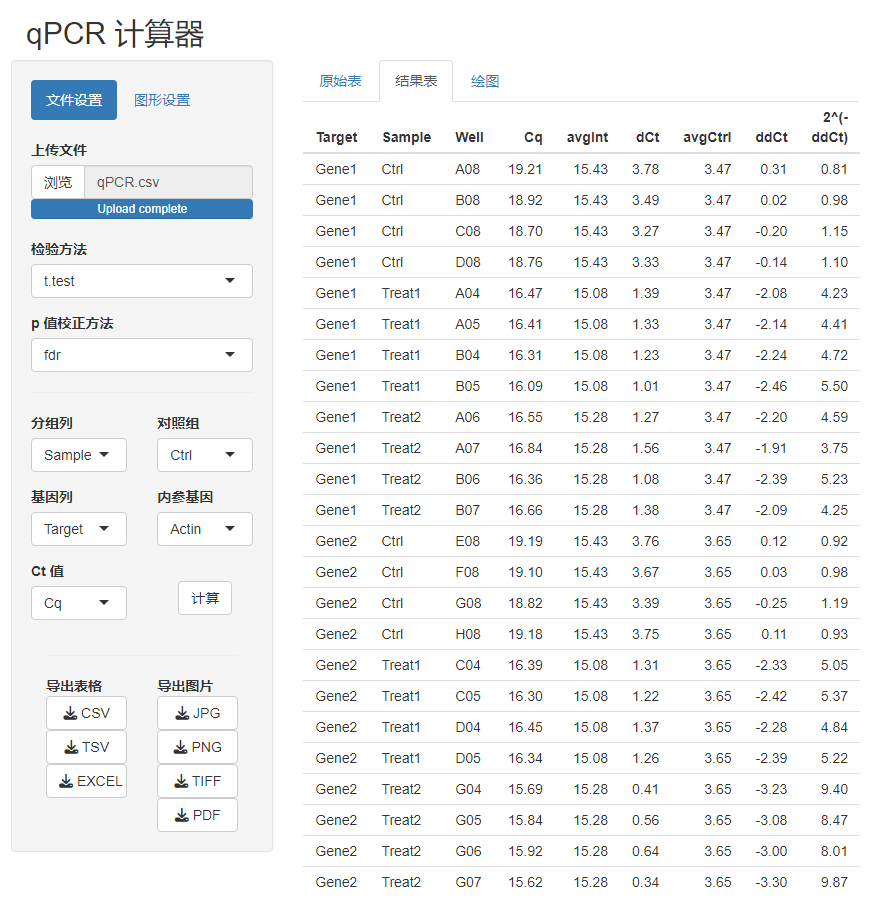 qPCR 计算器
文件设置 图形设置
上传文件
浏览 qPCR.csv
Upload complete
检验方法
t.test
p 值校正方法
fdr
分组列 对照组
Sample Ctrl
基因列 内参基因
Target Actin
Ct 值
Cq 计算
导出表格 导出图片
CSV JPG
TSV PNG
EXCEL TIFF
PDF
原始表 结果表 绘图
Target Sample Well Cq avgInt dCt avgCtrl ddCt 2^(-ddCt)
Gene1 Ctrl A08 19.21 15.43 3.78 3.47 0.31 0.81
Gene1 Ctrl B08 18.92 15.43 3.49 3.47 0.02 0.98
Gene1 Ctrl C08 18.70 15.43 3.27 3.47 -0.20 1.15
Gene1 Ctrl D08 18.76 15.43 3.33 3.47 -0.14 1.10
Gene1 Treat1 A04 16.47 15.08 1.39 3.47 -2.08 4.23
Gene1 Treat1 A05 16.41 15.08 1.33 3.47 -2.14 4.41
Gene1 Treat1 B04 16.31 15.08 1.23 3.47 -2.24 4.72
Gene1 Treat1 B05 16.09 15.08 1.01 3.47 -2.46 5.50
Gene1 Treat2 A06 16.55 15.28 1.27 3.47 -2.20 4.59
Gene1 Treat2 A07 16.84 15.28 1.56 3.47 -1.91 3.75
Gene1 Treat2 B06 16.36 15.28 1.08 3.47 -2.39 5.23
Gene1 Treat2 B07 16.66 15.28 1.38 3.47 -2.09 4.25
Gene2 Ctrl E08 19.19 15.43 3.76 3.65 0.12 0.92
Gene2 Ctrl F08 19.10 15.43 3.67 3.65 0.03 0.98
Gene2 Ctrl G08 18.82 15.43 3.39 3.65 -0.25 1.19
Gene2 Ctrl H08 19.18 15.43 3.75 3.65 0.11 0.93
Gene2 Treat1 C04 16.39 15.08 1.31 3.65 -2.33 5.05
Gene2 Treat1 C05 16.30 15.08 1.22 3.65 -2.42 5.37
Gene2 Treat1 D04 16.45 15.08 1.37 3.65 -2.28 4.84
Gene2 Treat1 D05 16.34 15.08 1.26 3.65 -2.39 5.22
Gene2 Treat2 G04 15.69 15.28 0.41 3.65 -3.23 9.40
Gene2 Treat2 G05 15.84 15.28 0.56 3.65 -3.08 8.47
Gene2 Treat2 G06 15.92 15.28 0.64 3.65 -3.00 8.01
Gene2 Treat2 G07 15.62 15.28 0.34 3.65 -3.30 9.87